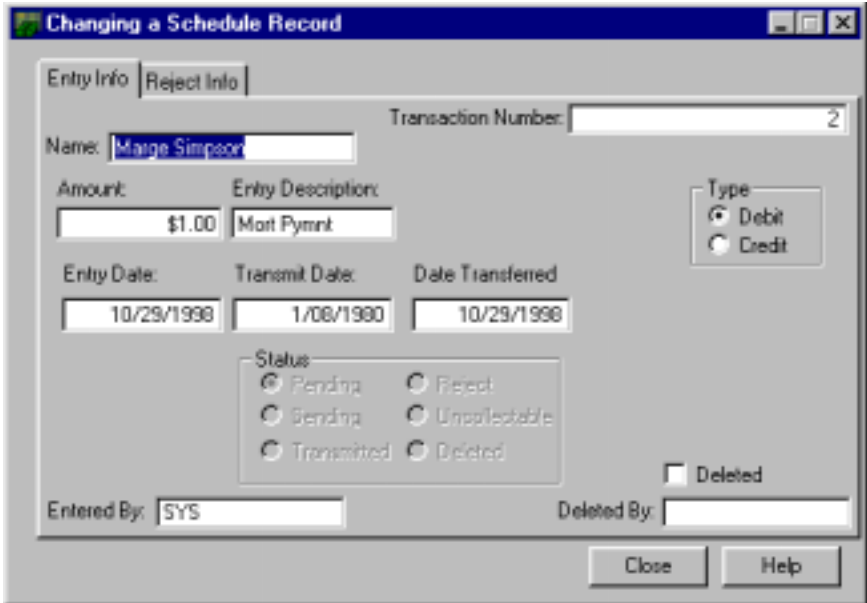 Changing a Schedule Record
Entry Info Reject Info
Transaction Number: 2
Name: Marge Simpson
Amount: Entry Description: Type
$1.00 Mort Pymnt Debit
Credit
Entry Date: Transmit Date: Date Transferred
10/29/1998 1/08/1980 10/29/1998
Status
Pending Reject
Sending Uncollectable
Transmitted Deleted
Deleted
Entered By: SYS Deleted By:
Close Help